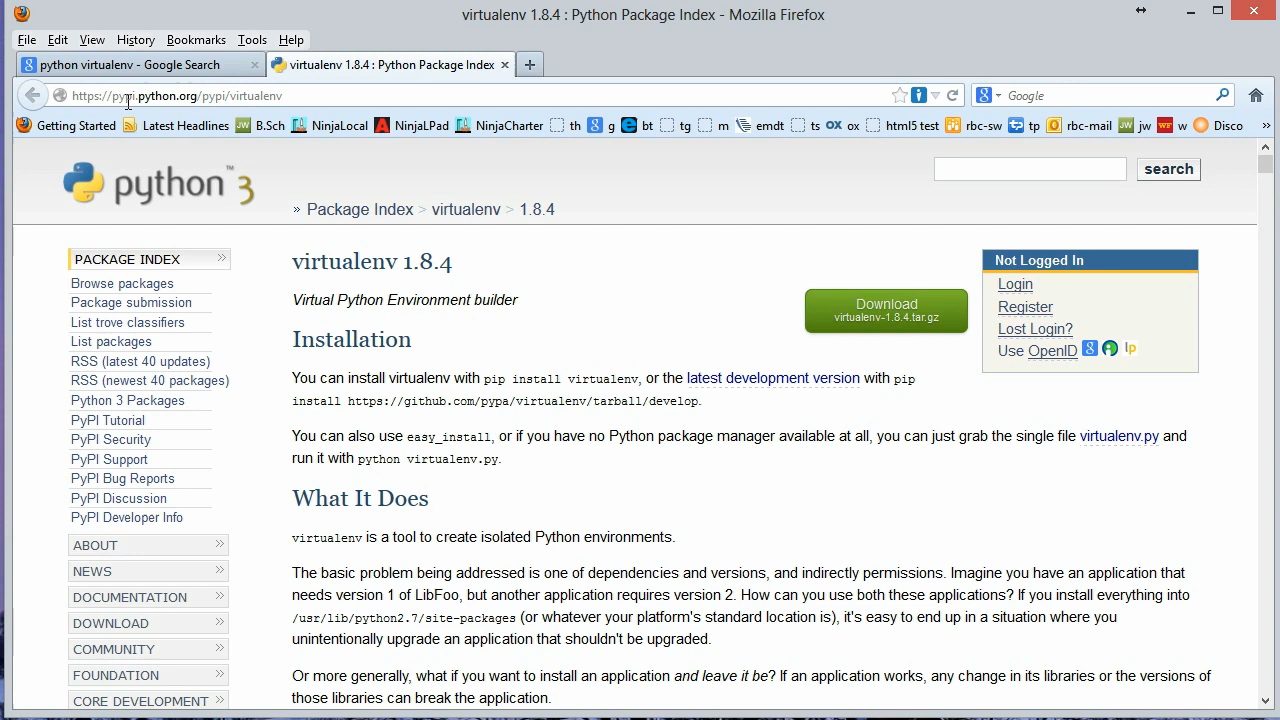 virtualenv 1.8.4 : Python Package Index - Mozilla Firefox
File Edit View History Bookmarks Tools Help
python virtualenv - Google Search
virtualenv 1.8.4 : Python Package Index
https://pypi.python.org/pypi/virtualenv
Google
Getting Started Latest Headlines B.Sch NinjaLocal NinjaLPad NinjaCharter th g bt tg m emdt ts ox html5 test rbc-sw tp rbc-mail jw w Disco »
python™ 3
search
» Package Index > virtualenv > 1.8.4
PACKAGE INDEX »
Browse packages
Package submission
List trove classifiers
List packages
RSS (latest 40 updates)
RSS (newest 40 packages)
Python 3 Packages
PyPI Tutorial
PyPI Security
PyPI Support
PyPI Bug Reports
PyPI Discussion
PyPI Developer Info
ABOUT »
NEWS »
DOCUMENTATION »
DOWNLOAD »
COMMUNITY »
FOUNDATION »
CORE DEVELOPMENT »
virtualenv 1.8.4
Virtual Python Environment builder
Download
virtualenv-1.8.4.tar.gz
Not Logged In
Login
Register
Lost Login?
Use OpenID lp
Installation
You can install virtualenv with pip install virtualenv, or the latest development version with pip
install https://github.com/pypa/virtualenv/tarball/develop.
You can also use easy_install, or if you have no Python package manager available at all, you can just grab the single file virtualenv.py and
run it with python virtualenv.py.
What It Does
virtualenv is a tool to create isolated Python environments.
The basic problem being addressed is one of dependencies and versions, and indirectly permissions. Imagine you have an application that
needs version 1 of LibFoo, but another application requires version 2. How can you use both these applications? If you install everything into
/usr/lib/python2.7/site-packages (or whatever your platform's standard location is), it's easy to end up in a situation where you
unintentionally upgrade an application that shouldn't be upgraded.
Or more generally, what if you want to install an application and leave it be? If an application works, any change in its libraries or the versions of
those libraries can break the application.